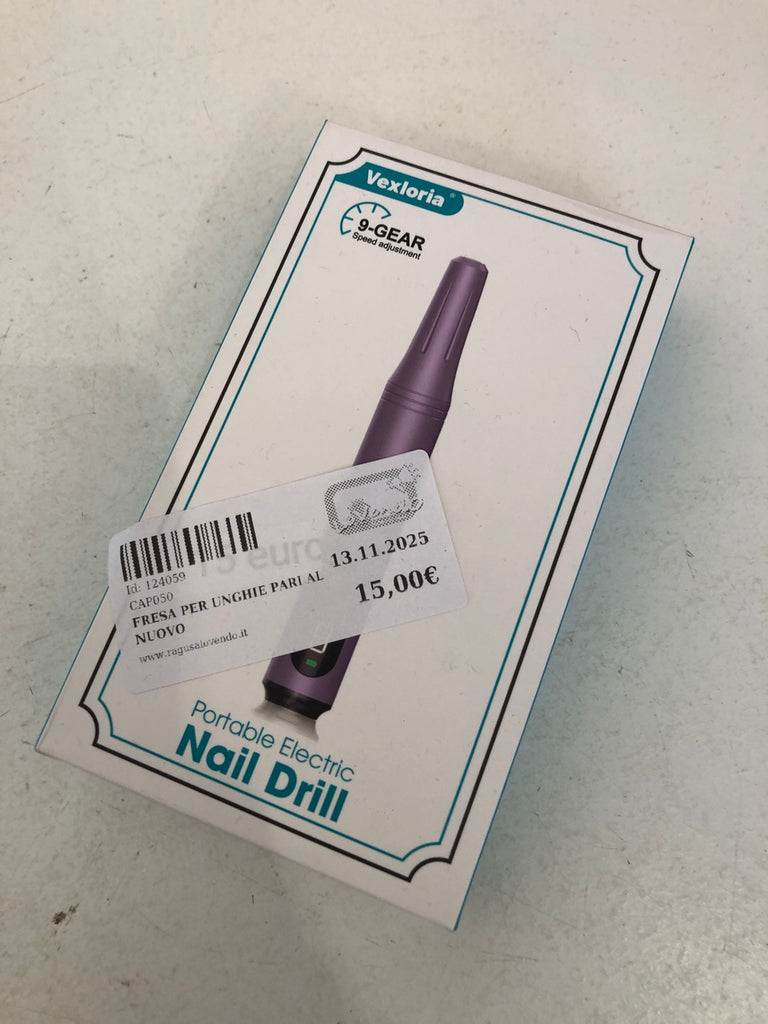 Vexloria®
9-GEAR
Speed adjustment
Id: 124059
CAP050
FRESA PER UNGHIE PARI AL
NUOVO
www.ragusalovendo.it
13.11.2025
15,00€
Portable Electric
Nail Drill